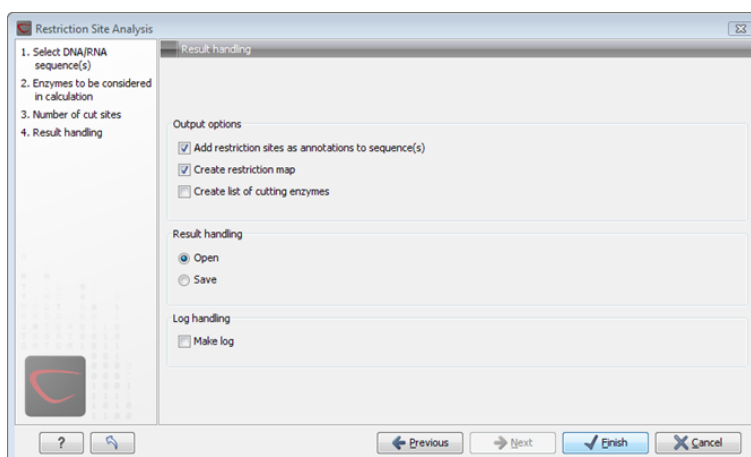 Restriction Site Analysis
1. Select DNA/RNA
sequence(s)
2. Enzymes to be considered
in calculation
3. Number of cut sites
4. Result handling
Result handling
Output options
Add restriction sites as annotations to sequence(s)
Create restriction map
Create list of cutting enzymes
Result handling
Open
Save
Log handling
Make log
?
Previous
Next
Finish
Cancel